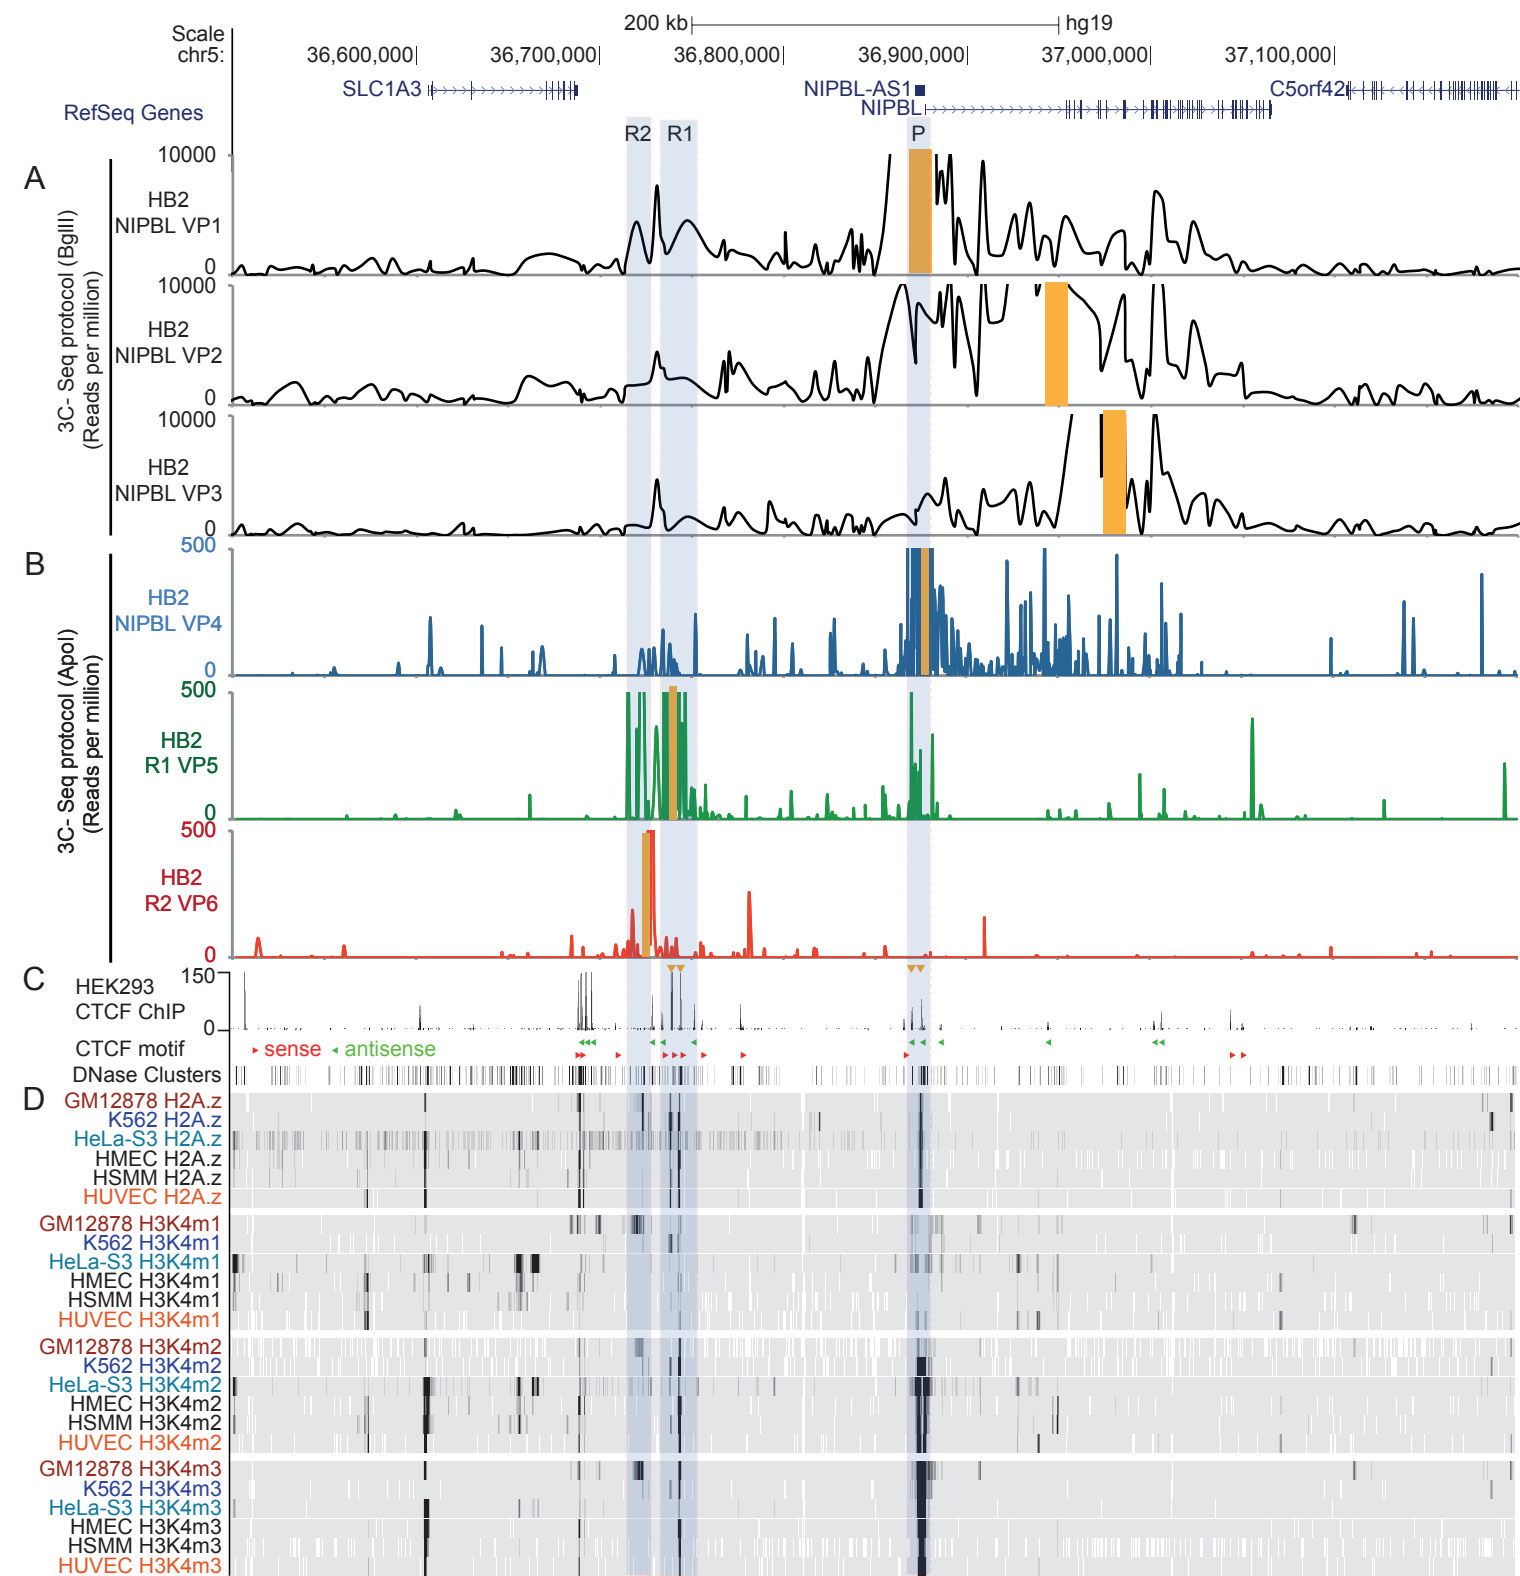 200 kb hg19
Scale
chr5: 36,600,000 36,700,000 36,800,000 36,900,000 37,000,000 37,100,000
SLC1A3 NIPBL-AS1 C5orf42
RefSeq Genes NIPBL
R2 R1 P
A
3C- Seq protocol (BglII)
(Reads per million)
10000
HB2
NIPBL VP1
0
10000
HB2
NIPBL VP2
0
10000
HB2
NIPBL VP3
0
B
3C- Seq protocol (ApoI)
(Reads per million)
500
HB2
NIPBL VP4
0
500
HB2
R1 VP5
0
500
HB2
R2 VP6
0
C
150
HEK293
CTCF ChIP
0
CTCF motif sense antisense
DNase Clusters
D
GM12878 H2A.z
K562 H2A.z
HeLa-S3 H2A.z
HMEC H2A.z
HSMM H2A.z
HUVEC H2A.z
GM12878 H3K4m1
K562 H3K4m1
HeLa-S3 H3K4m1
HMEC H3K4m1
HSMM H3K4m1
HUVEC H3K4m1
GM12878 H3K4m2
K562 H3K4m2
HeLa-S3 H3K4m2
HMEC H3K4m2
HSMM H3K4m2
HUVEC H3K4m2
GM12878 H3K4m3
K562 H3K4m3
HeLa-S3 H3K4m3
HMEC H3K4m3
HSMM H3K4m3
HUVEC H3K4m3